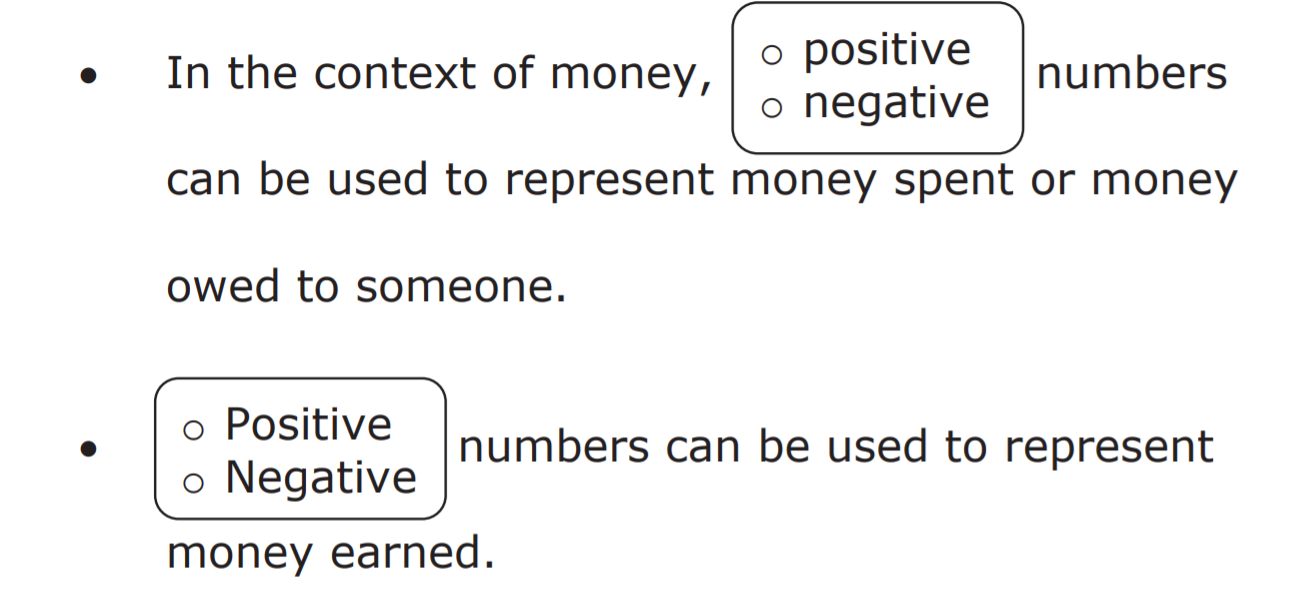 • In the context of money, ○ positive ○ negative numbers
can be used to represent money spent or money
owed to someone.
• ○ Positive ○ Negative numbers can be used to represent
money earned.